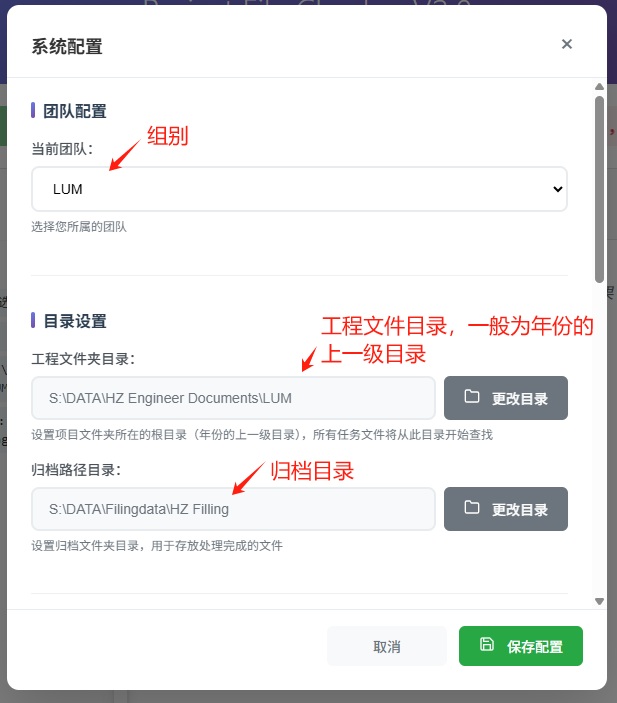 系统配置
团队配置
组别
当前团队：
LUM
选择您所属的团队
目录设置
工程文件目录，一般为年份的
上一级目录
工程文件夹目录：
S:\DATA\HZ Engineer Documents\LUM
更改目录
设置项目文件夹所在的根目录（年份的上一级目录），所有任务文件将从此目录开始查找
归档路径目录：
归档目录
S:\DATA\Filingdata\HZ Filling
更改目录
设置归档文件夹目录，用于存放处理完成的文件
取消
保存配置